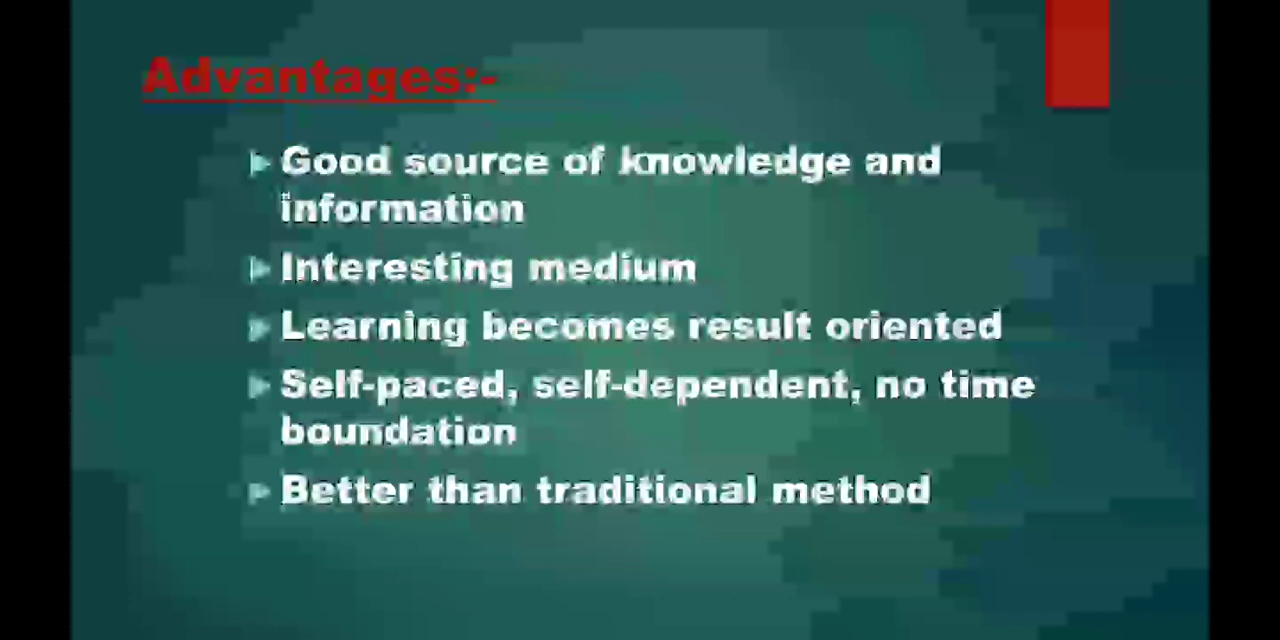 Advantages:-
Good source of knowledge and
information
Interesting medium
Learning becomes result oriented
Self-paced, self-dependent, no time
boundation
Better than traditional method